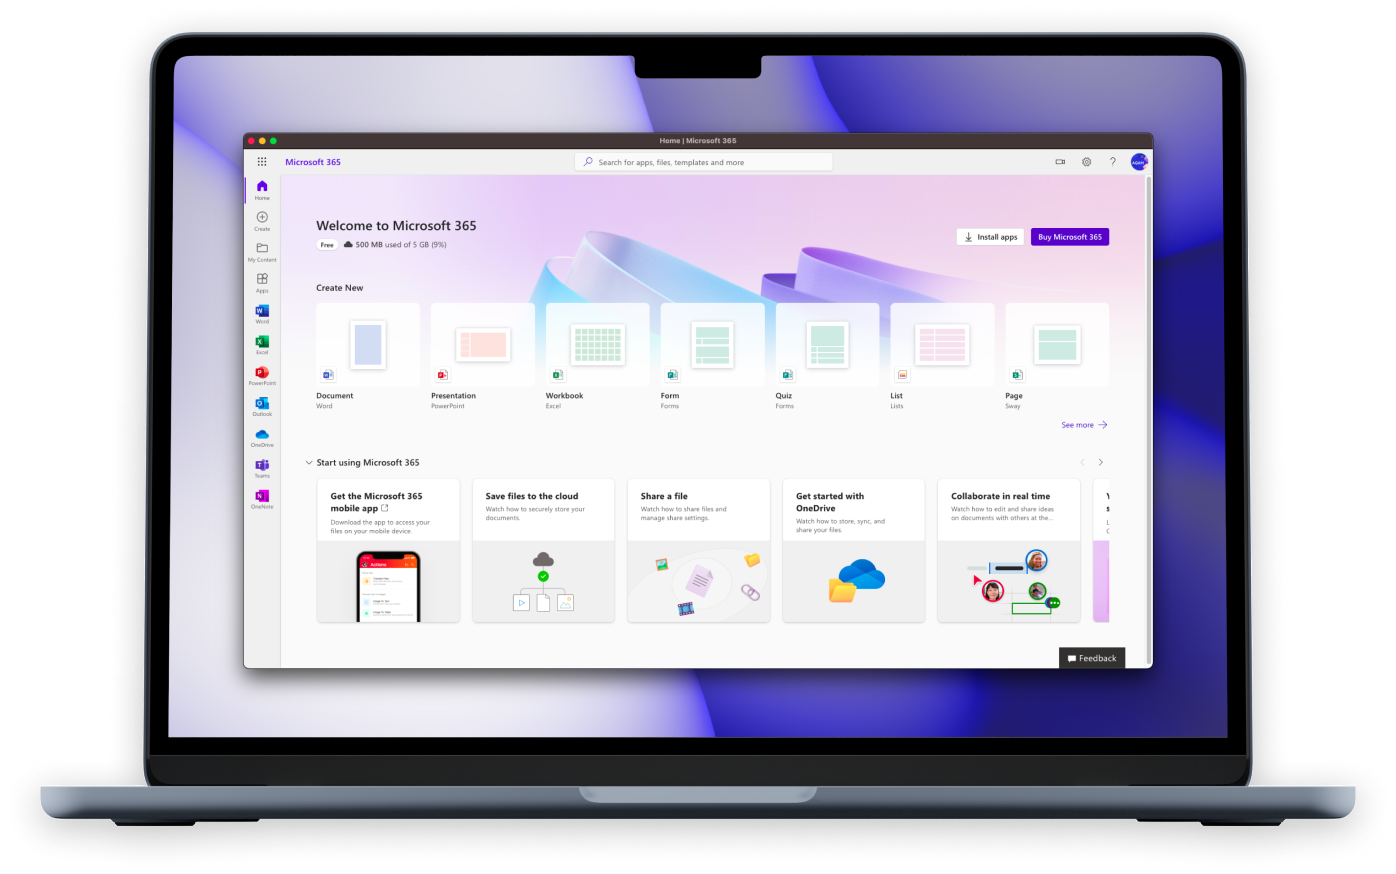 Home | Microsoft 365
Microsoft 365
Search for apps, files, templates and more
?
Home
Create
My Content
Apps
Word
Excel
PowerPoint
Outlook
OneDrive
Teams
OneNote
Welcome to Microsoft 365
Free 500 MB used of 5 GB (9%)
Install apps
Buy Microsoft 365
Create New
Document
Word
Presentation
PowerPoint
Workbook
Excel
Form
Forms
Quiz
Forms
List
Lists
Page
Sway
See more
Start using Microsoft 365
Get the Microsoft 365
mobile app
Download the app to access your
files on your mobile device.
Actions
Save files to the cloud
Watch how to securely store your
documents.
Share a file
Watch how to share files and
manage share settings.
Get started with
OneDrive
Watch how to store, sync, and
share your files.
Collaborate in real time
Watch how to edit and share ideas
on documents with others at the...
Feedback